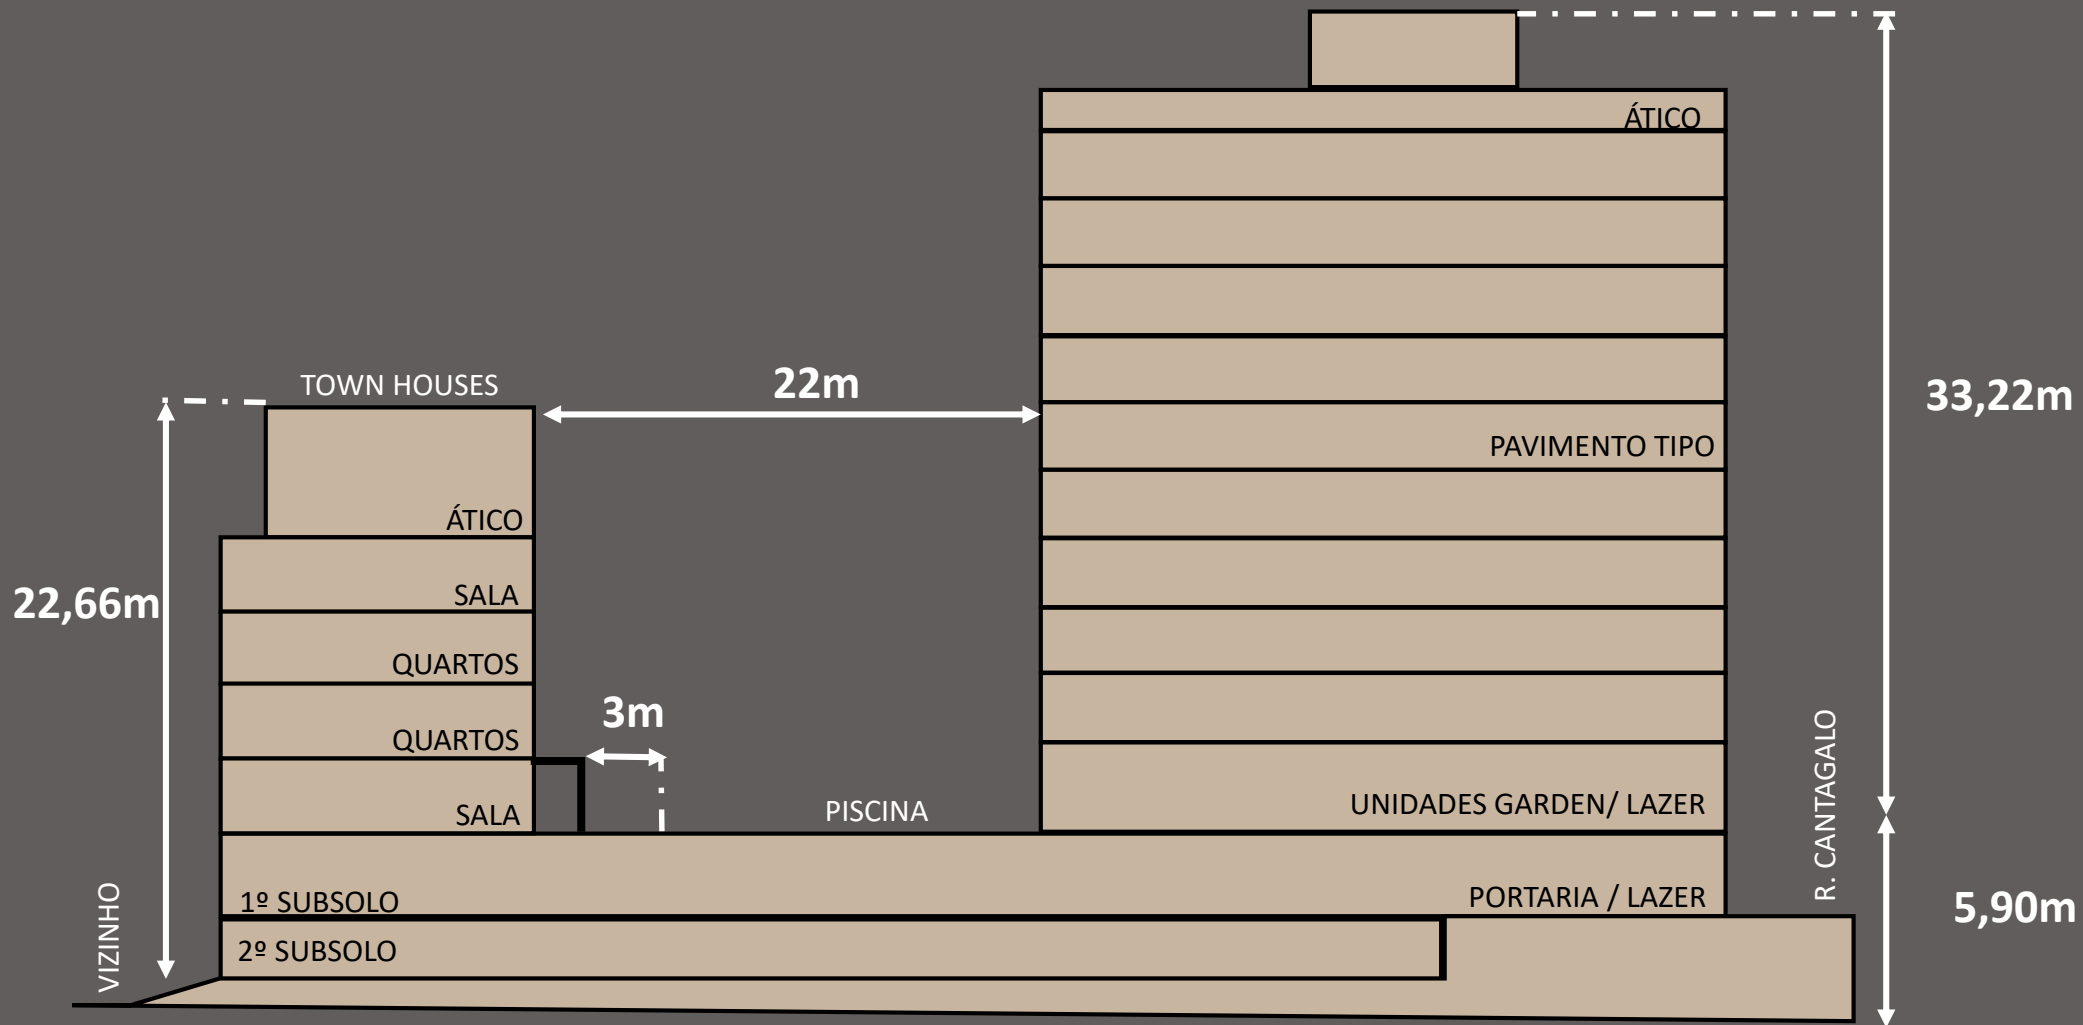 ÁTICO
TOWN HOUSES
22m
33,22m
PAVIMENTO TIPO
ÁTICO
22,66m
SALA
QUARTOS
3m
QUARTOS
SALA
PISCINA
UNIDADES GARDEN/ LAZER
R. CANTAGALO
VIZINHO
1º SUBSOLO
PORTARIA / LAZER
5,90m
2º SUBSOLO